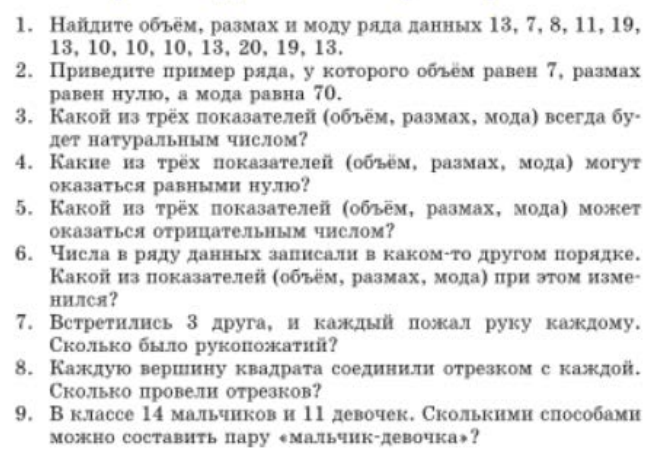 1. Найдите объём, размах и моду ряда данных 13, 7, 8, 11, 19,
13, 10, 10, 10, 13, 20, 19, 13.
2. Приведите пример ряда, у которого объём равен 7, размах
равен нулю, а мода равна 70.
3. Какой из трёх показателей (объём, размах, мода) всегда бу-
дет натуральным числом?
4. Какие из трёх показателей (объём, размах, мода) могут
оказаться равными нулю?
5. Какой из трёх показателей (объём, размах, мода) может
оказаться отрицательным числом?
6. Числа в ряду данных записали в каком-то другом порядке.
Какой из показателей (объём, размах, мода) при этом изме-
нился?
7. Встретились 3 друга, и каждый пожал руку каждому.
Сколько было рукопожатий?
8. Каждую вершину квадрата соединили отрезком с каждой.
Сколько провели отрезков?
9. В классе 14 мальчиков и 11 девочек. Сколькими способами
можно составить пару «мальчик-девочка»?